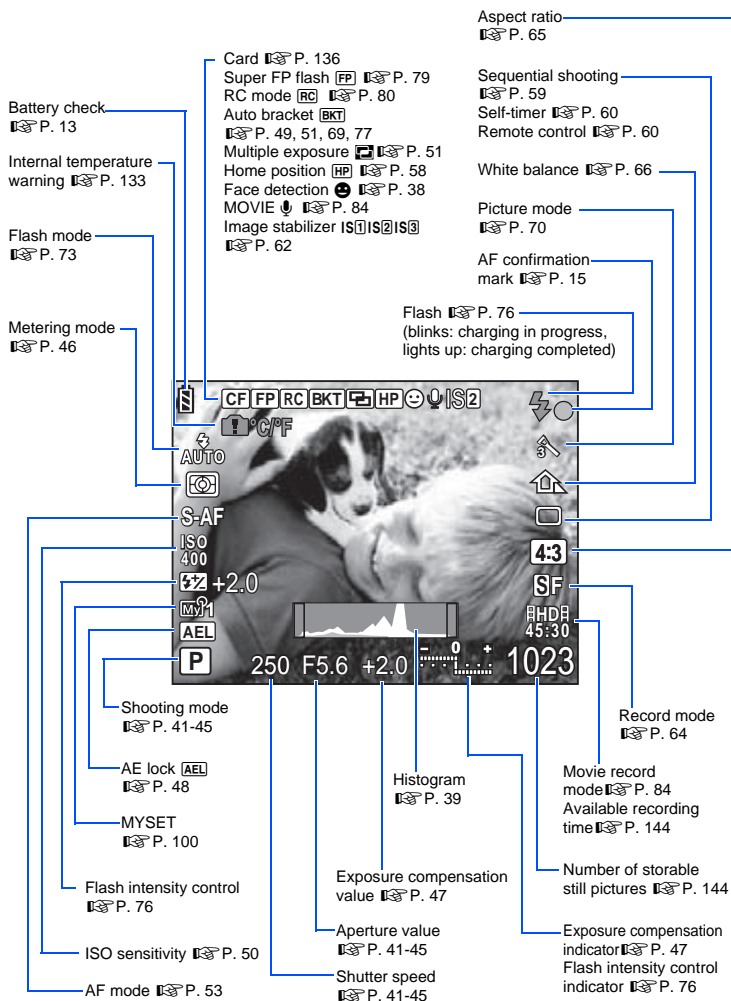 Aspect ratio
P. 65
Card P. 136
Super FP flash FP P. 79
RC mode RC P. 80
Auto bracket BKT
P. 49, 51, 69, 77
Multiple exposure P. 51
Home position HP P. 58
Face detection P. 38
MOVIE P. 84
Image stabilizer IS1IS2IS3
P. 62
Sequential shooting
P. 59
Self-timer P. 60
Remote control P. 60
Battery check
P. 13
Internal temperature
warning P. 133
White balance P. 66
Flash mode
P. 73
Picture mode
P. 70
AF confirmation
mark P. 15
Metering mode
P. 46
Flash P. 76
(blinks: charging in progress,
lights up: charging completed)
CF FP RC BKT HP IS2
°C/°F
AUTO
3
S-AF
ISO
400
4:3
+2.0
SF
My1
HD
45:30
AEL
P 250 F5.6 +2.0 - 0 + 1023
Shooting mode
P. 41-45
AE lock AEL
P. 48
MYSET
P. 100
Flash intensity control
P. 76
ISO sensitivity P. 50
AF mode P. 53
Histogram
P. 39
Exposure compensation
value P. 47
Aperture value
P. 41-45
Shutter speed
P. 41-45
Record mode
P. 64
Movie record
mode P. 84
Available recording
time P. 144
Number of storable
still pictures P. 144
Exposure compensation
indicator P. 47
Flash intensity control
indicator P. 76